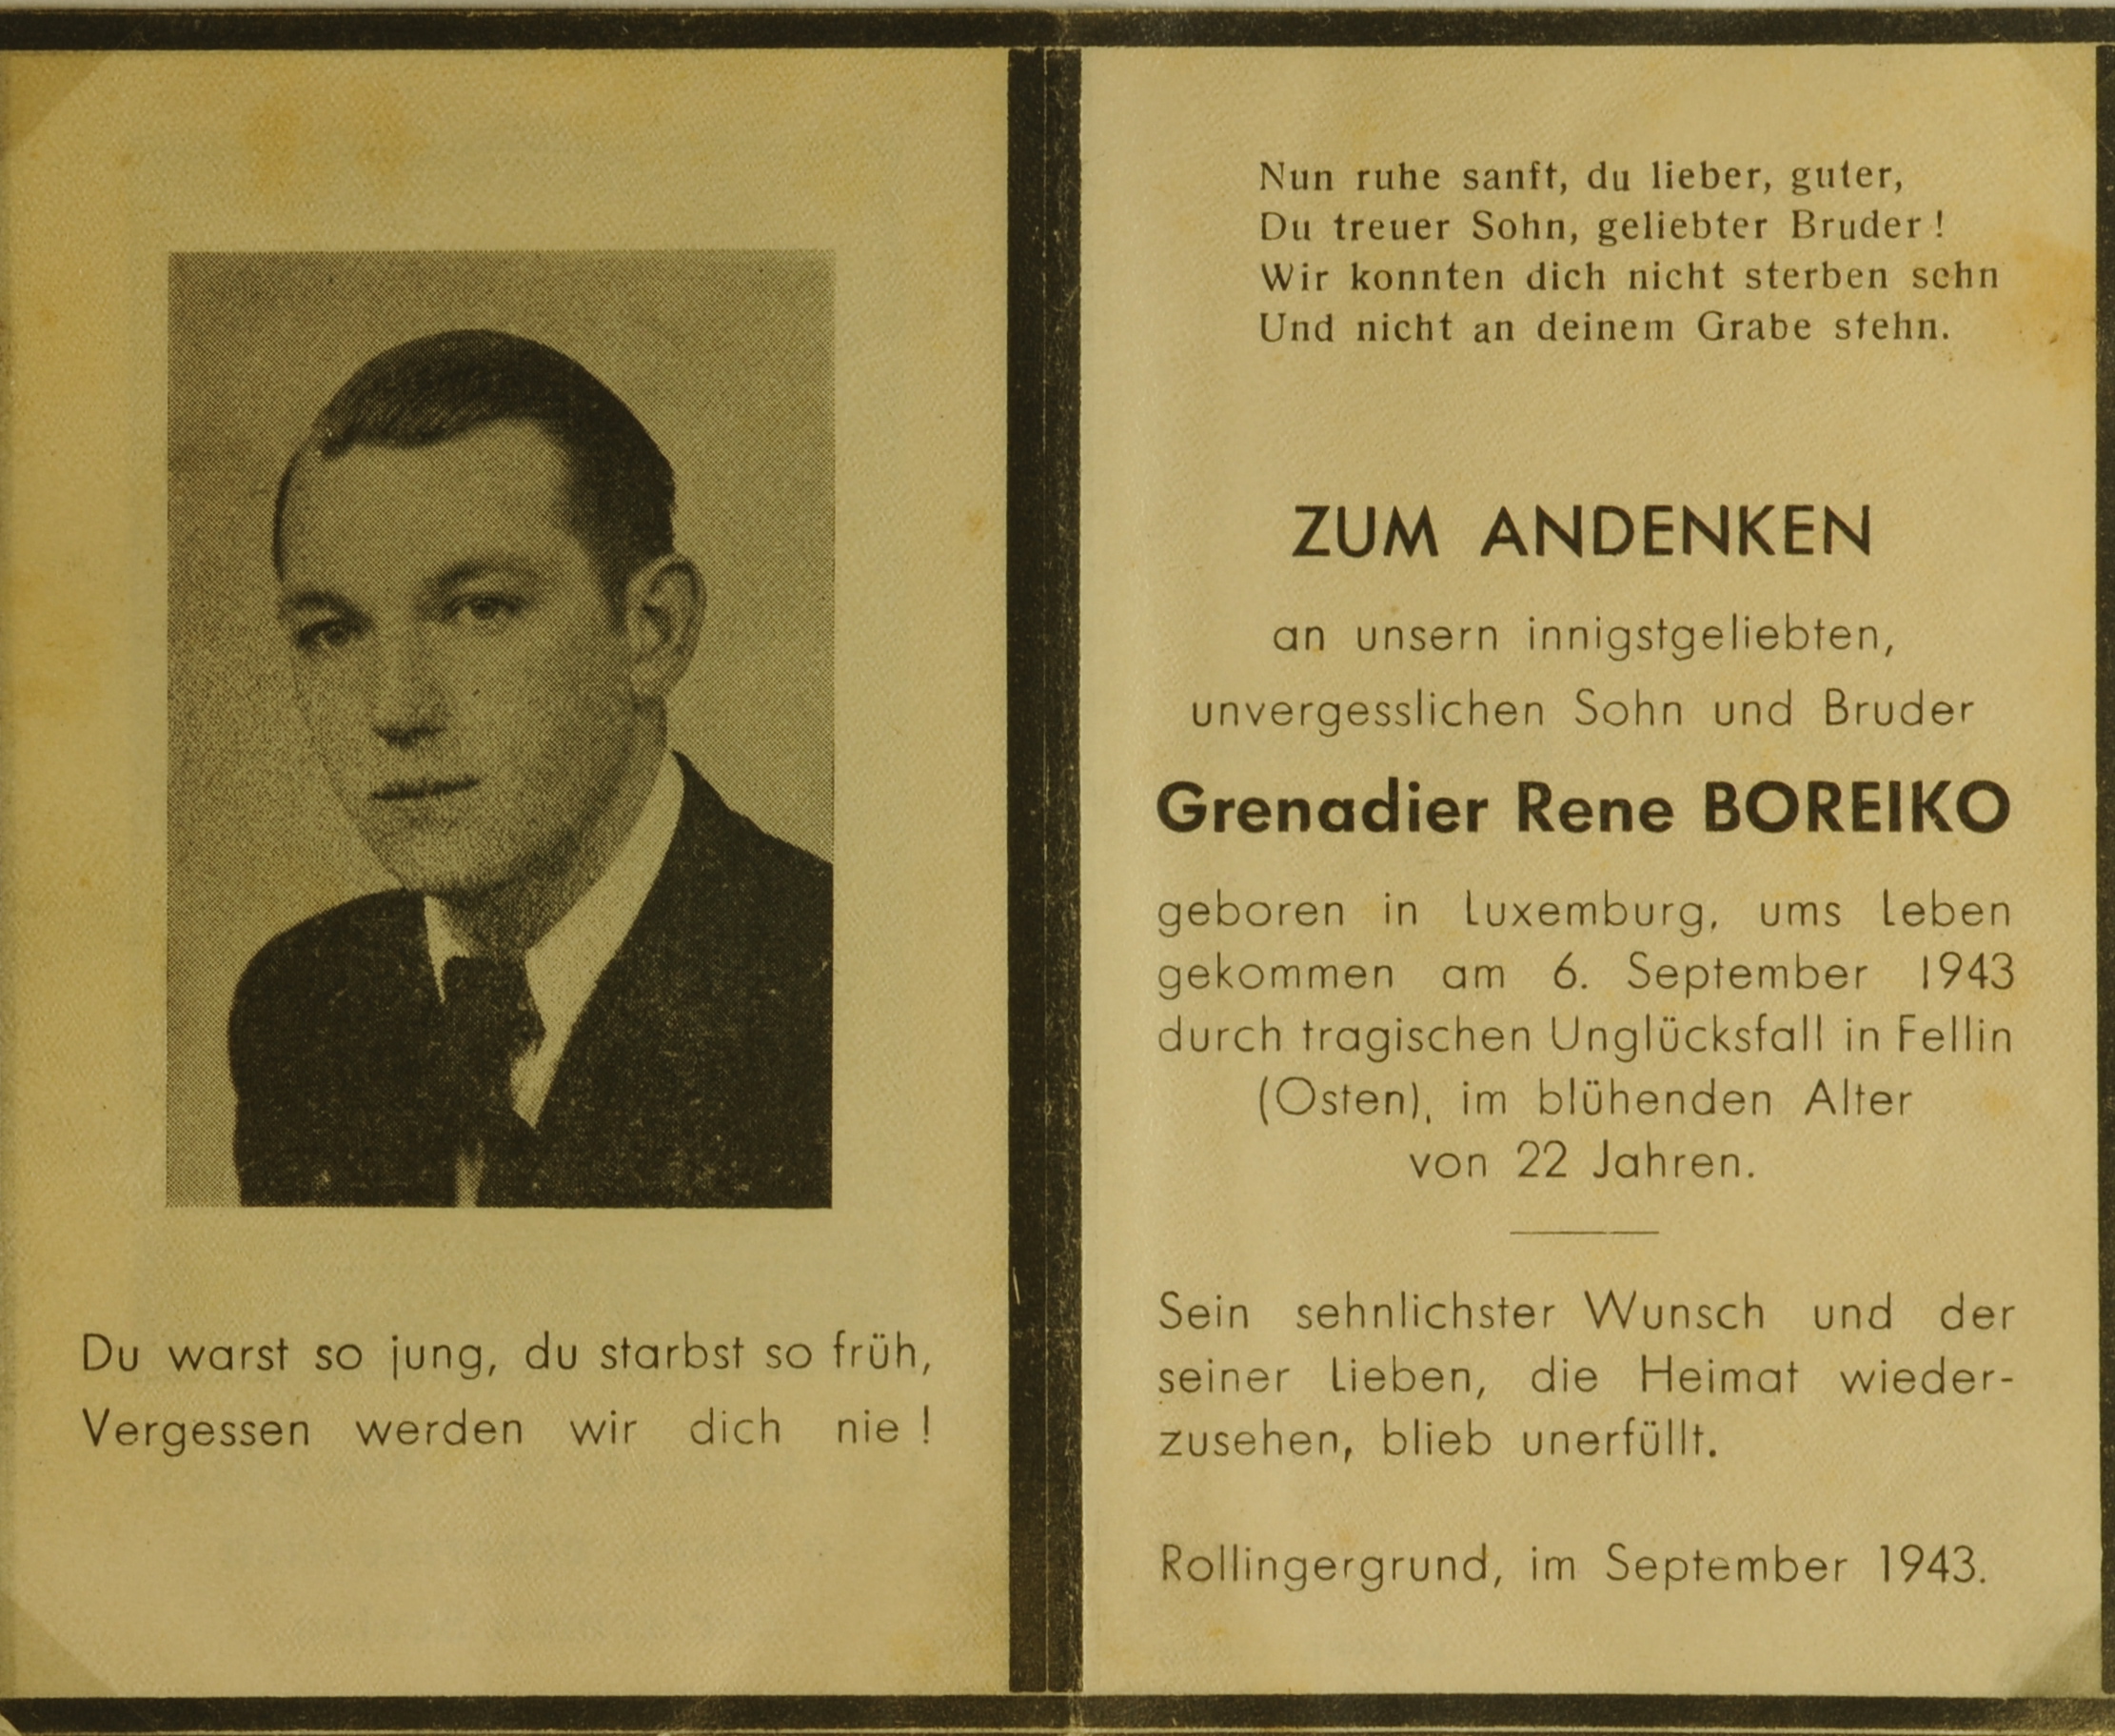 Du warst so jung, du starbst so früh,
Vergessen werden wir dich nie !
Nun ruhe sanft, du lieber, guter,
Du treuer Sohn, geliebter Bruder !
Wir konnten dich nicht sterben sehn
Und nicht an deinem Grabe stehn.
ZUM ANDENKEN
an unsern innigstgeliebten,
unvergesslichen Sohn und Bruder
Grenadier Rene BOREIKO
geboren in Luxemburg, ums Leben
gekommen am 6. September 1943
durch tragischen Unglücksfall in Fellin
(Osten), im blühenden Alter
von 22 Jahren.
Sein sehnlichster Wunsch und der
seiner Lieben, die Heimat wieder-
zusehen, blieb unerfüllt.
Rollingergrund, im September 1943.